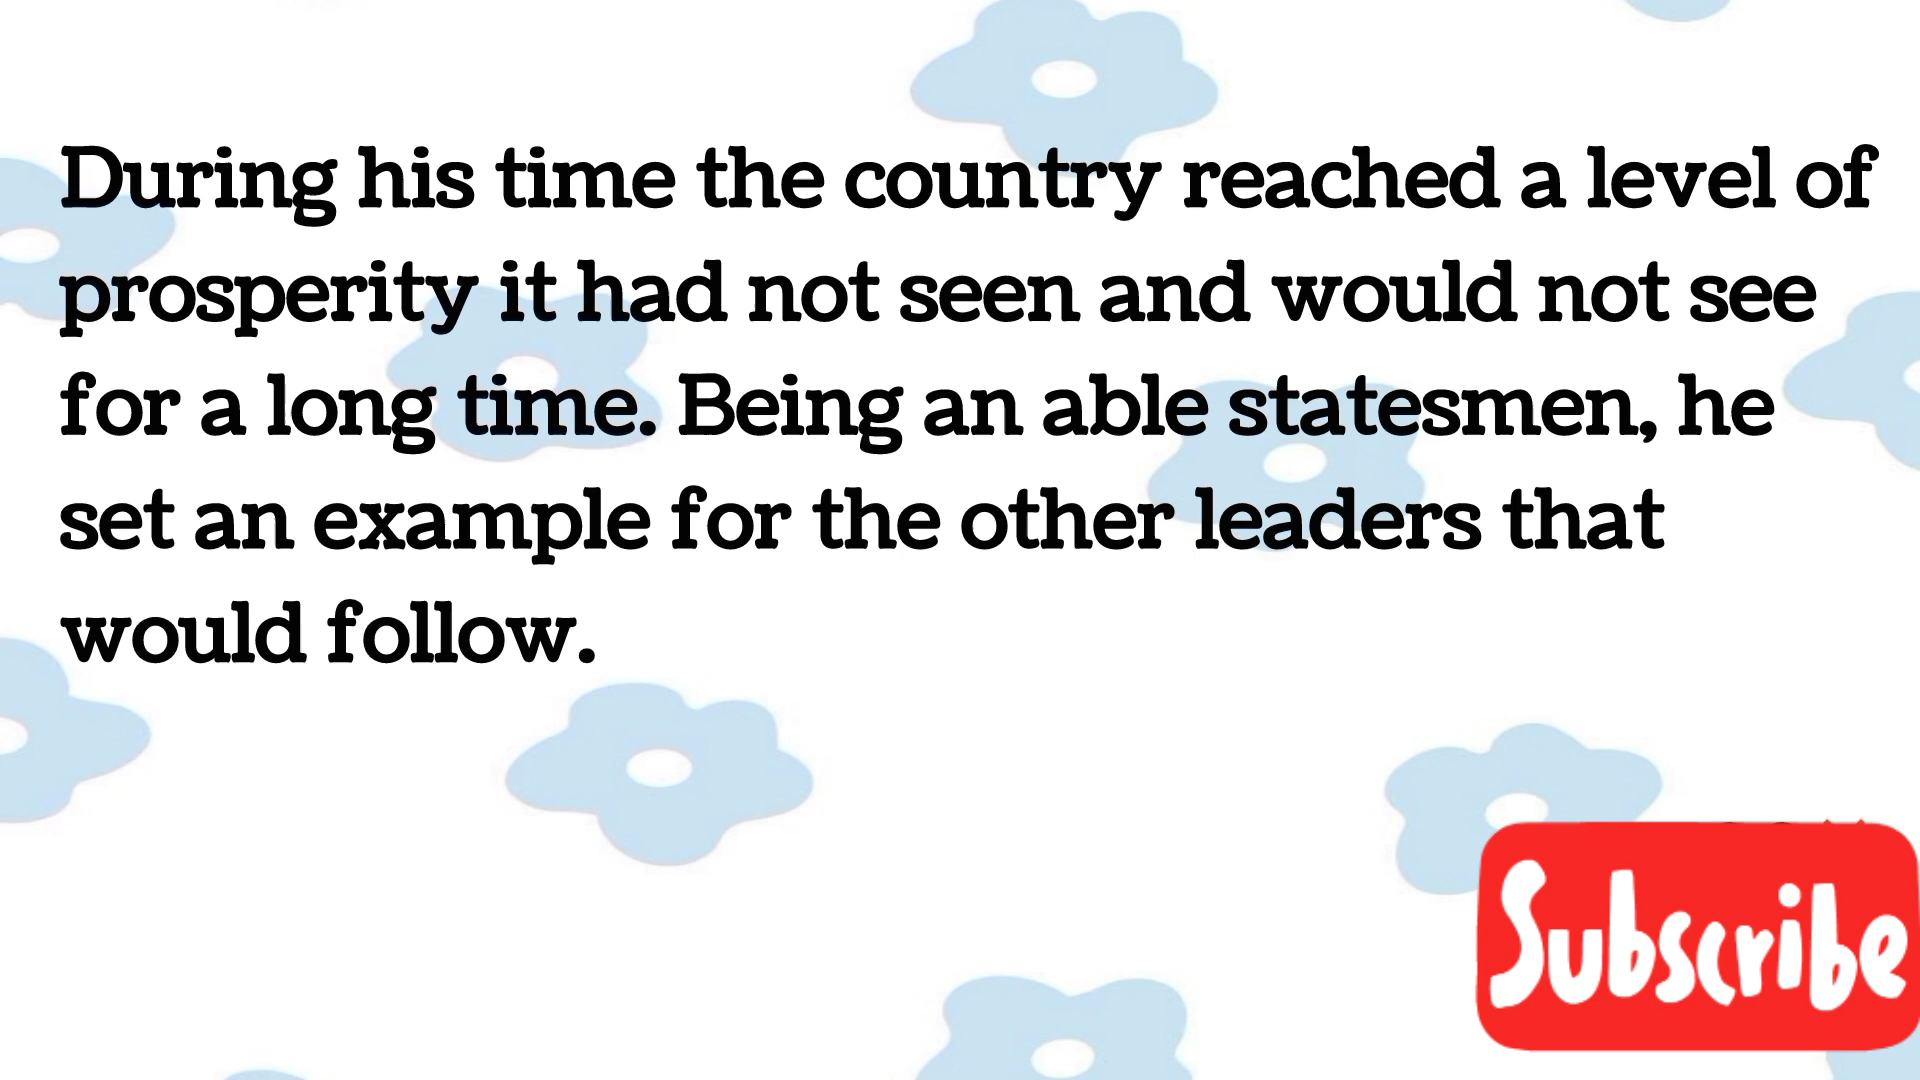 During his time the country reached a level of
prosperity it had not seen and would not see
for a long time. Being an able statesmen, he
set an example for the other leaders that
would follow.
Subscribe